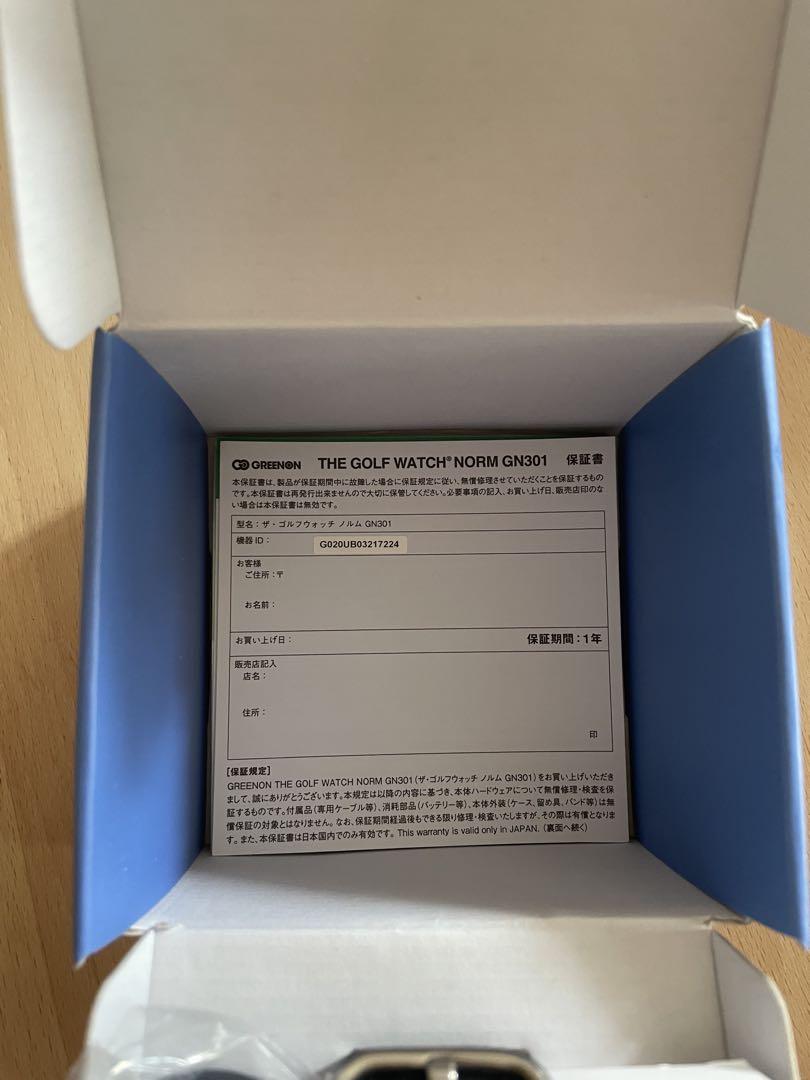 GREENON THE GOLF WATCH® NORM GN301 保証書
本保証書は、製品が保証期間中に故障した場合に保証規定に従い、無償修理させていただくことを保証するもの
です。本保証書は再発行出来ませんので大切に保管してください。必要事項の記入、お買い上げ日、販売店印のな
い場合は本保証書は無効です。
型名：ザ・ゴルフウォッチ ノルム GN301
機器 ID： G020UB03217224
お客様
ご住所：〒
お名前：
お買い上げ日： 保証期間：1年
販売店記入
店名：
住所：
印
[保証規定]
GREENON THE GOLF WATCH NORM GN301（ザ・ゴルフウォッチ ノルム GN301）をお買い上げいただき
まして、誠にありがとうございます。本規定は以降の内容に基づき、本体ハードウェアについて無償修理・検査を保
証するものです。付属品（専用ケーブル等）、消耗部品（バッテリー等）、本体外装（ケース、留め具、バンド等）は無
償保証の対象とはなりません。なお、保証期間経過後もできる限り修理・検査いたしますが、その際は有償となりま
す。また、本保証書は日本国内でのみ有効です。This warranty is valid only in JAPAN.（裏面へ続く）